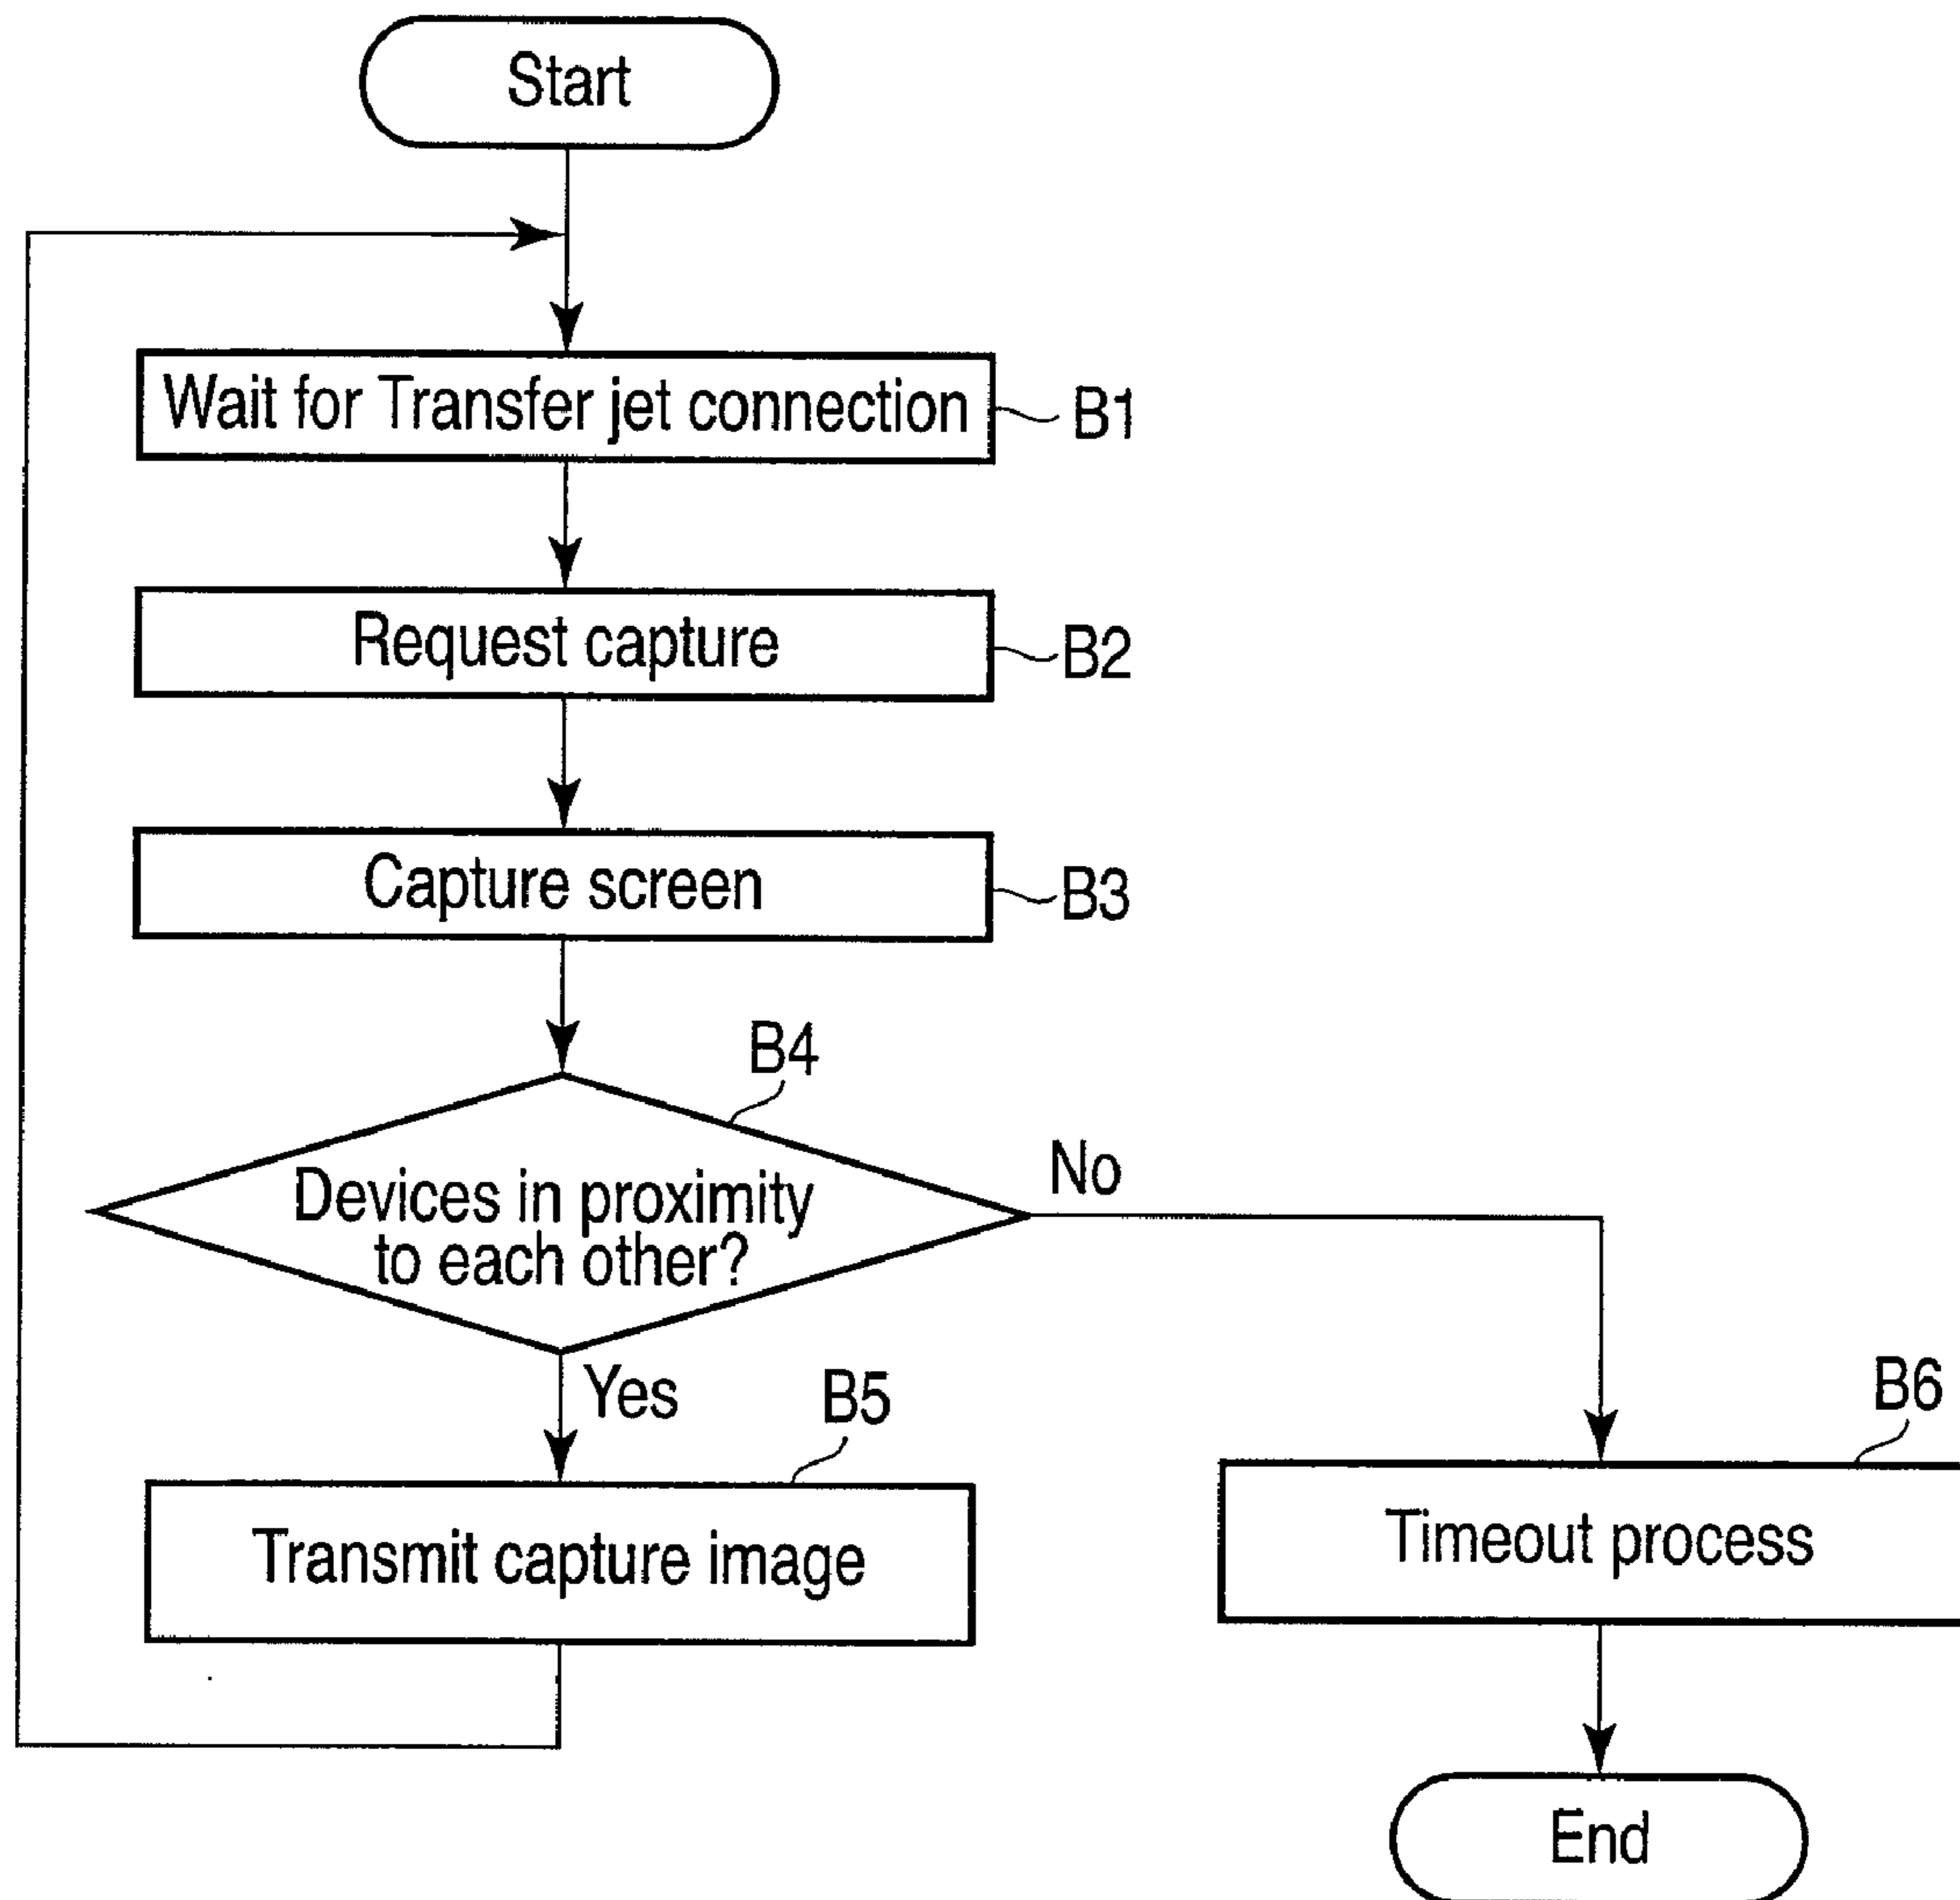 Start
Wait for Transfer jet connection
B1
Request capture
B2
Capture screen
B3
B4
Devices in proximity
to each other?
No
Yes
B5
Transmit capture image
B6
Timeout process
End